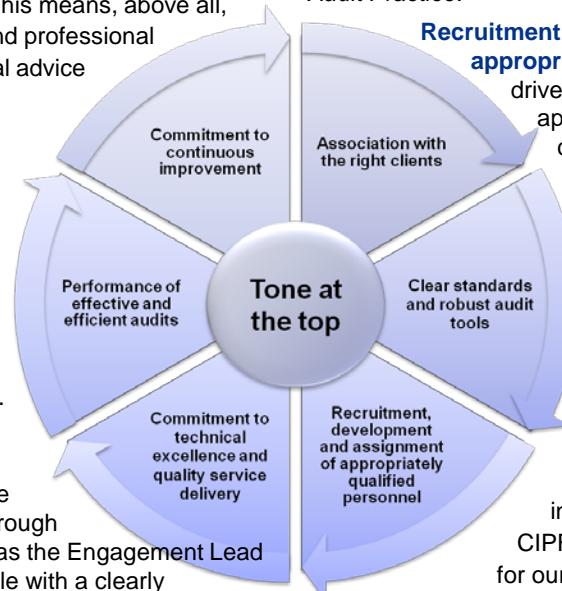 his means, above all,
nd professional
al advice
Audit Practice.
Recruitment
appropr
drive
ap
Commitment to
continuous
improvement
Association with
the right clients
Performance of
effective and
efficient audits
Tone at
the top
Clear standards
and robust audit
tools
Commitment to
technical
excellence and
quality service
delivery
Recruitment,
development
and assignment
of appropriately
qualified
personnel
rough
as the Engagement Lead
le with a clearly
in
CIPF
for our